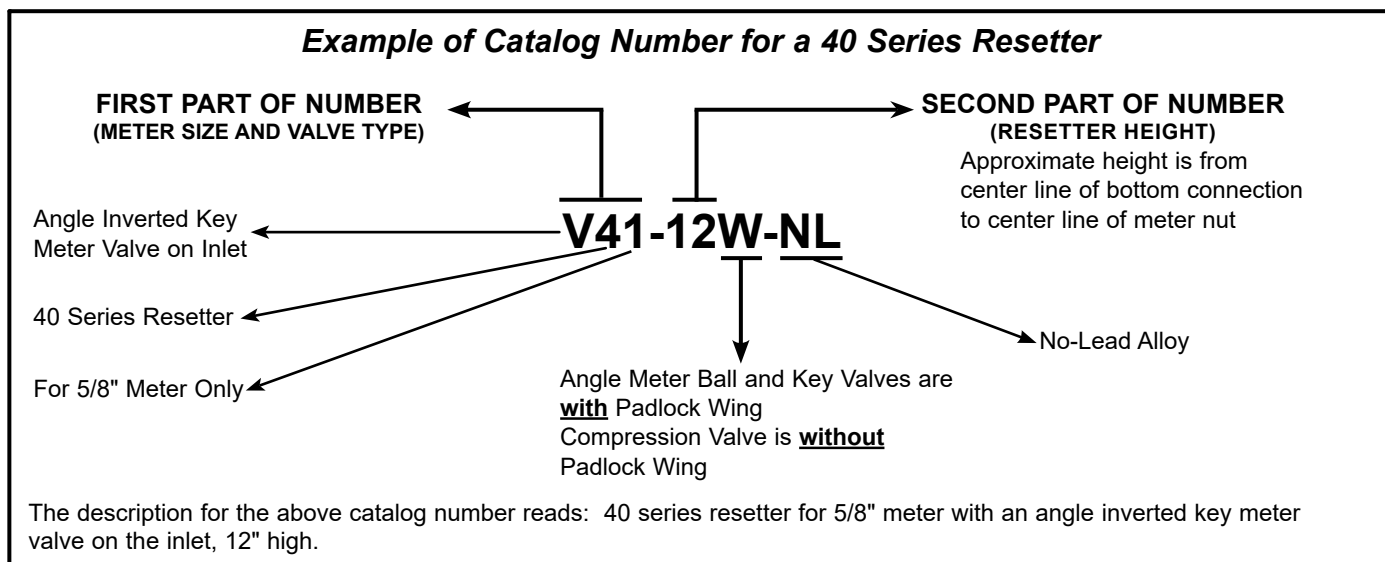 Example of Catalog Number for a 40 Series Resetter
FIRST PART OF NUMBER
(METER SIZE AND VALVE TYPE)
SECOND PART OF NUMBER
(RESETTER HEIGHT)
Approximate height is from
center line of bottom connection
to center line of meter nut
Angle Inverted Key
Meter Valve on Inlet
V41-12W-NL
40 Series Resetter
For 5/8" Meter Only
No-Lead Alloy
Angle Meter Ball and Key Valves are
with Padlock Wing
Compression Valve is without
Padlock Wing
The description for the above catalog number reads: 40 series resetter for 5/8" meter with an angle inverted key meter
valve on the inlet, 12" high.